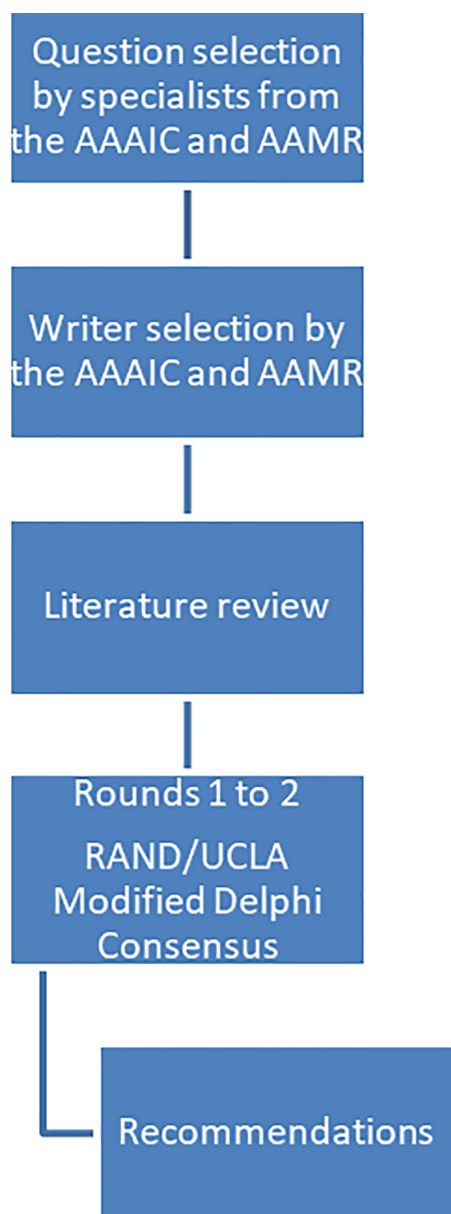 Question selection
by specialists from
the AAAIC and AAMR
Writer selection by
the AAAIC and AAMR
Literature review
Rounds 1 to 2
RAND/UCLA
Modified Delphi
Consensus
Recommendations